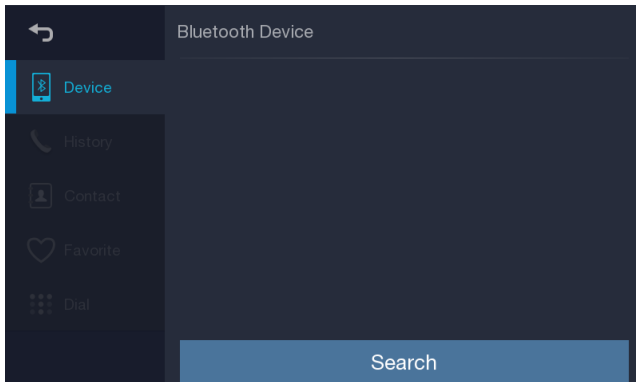 Bluetooth Device
Device
History
Contact
Favorite
Dial
Search